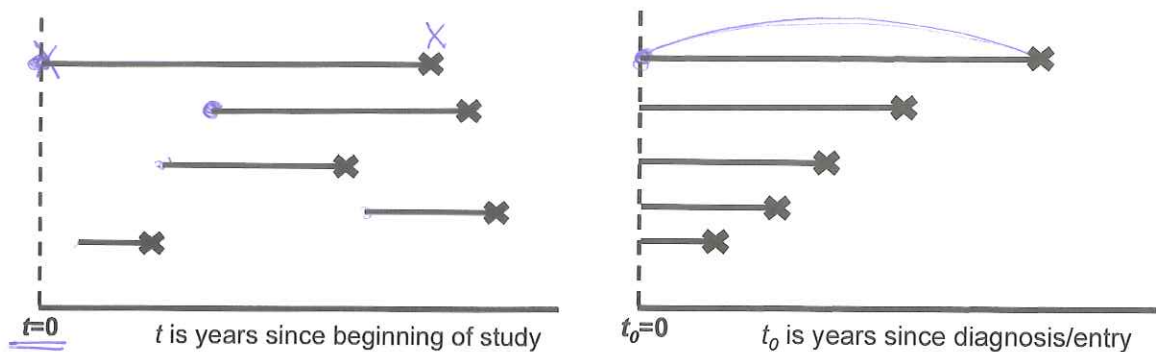 t=0
t is years since beginning of study
t₀=0
t₀ is years since diagnosis/entry